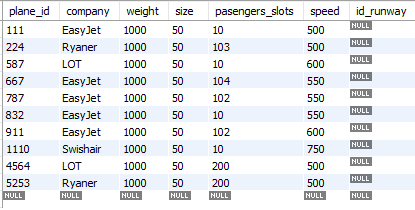 plane_id company weight size pasengers_slots speed id_runway
111 EasyJet 1000 50 10 500 NULL
224 Ryaner 1000 50 103 500 NULL
587 LOT 1000 50 10 600 NULL
667 EasyJet 1000 50 104 550 NULL
787 EasyJet 1000 50 102 550 NULL
832 EasyJet 1000 50 10 550 NULL
911 EasyJet 1000 50 102 600 NULL
1110 Swishair 1000 50 10 750 NULL
4564 LOT 1000 50 200 500 NULL
5253 Ryaner 1000 50 200 500 NULL
NULL NULL NULL NULL NULL NULL NULL